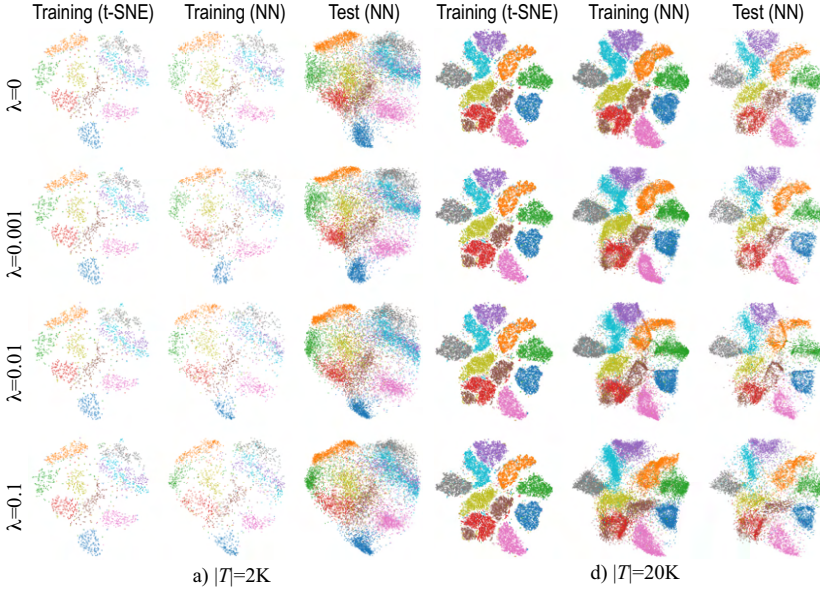 Training (t-SNE) Training (NN) Test (NN) Training (t-SNE) Training (NN) Test (NN)
λ=0
λ=0.001
λ=0.01
λ=0.1
a) |T|=2K d) |T|=20K